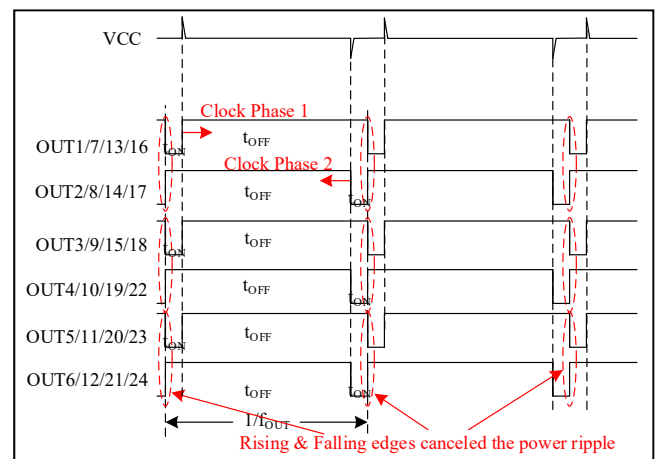 VCC
Clock Phase 1
OUT1/7/13/16
tON
tOFF
Clock Phase 2
OUT2/8/14/17
tOFF
tON
OUT3/9/15/18
tON
tOFF
OUT4/10/19/22
tOFF
tON
OUT5/11/20/23
tON
tOFF
OUT6/12/21/24
tOFF
tON
1/fOUT
Rising & Falling edges canceled the power ripple